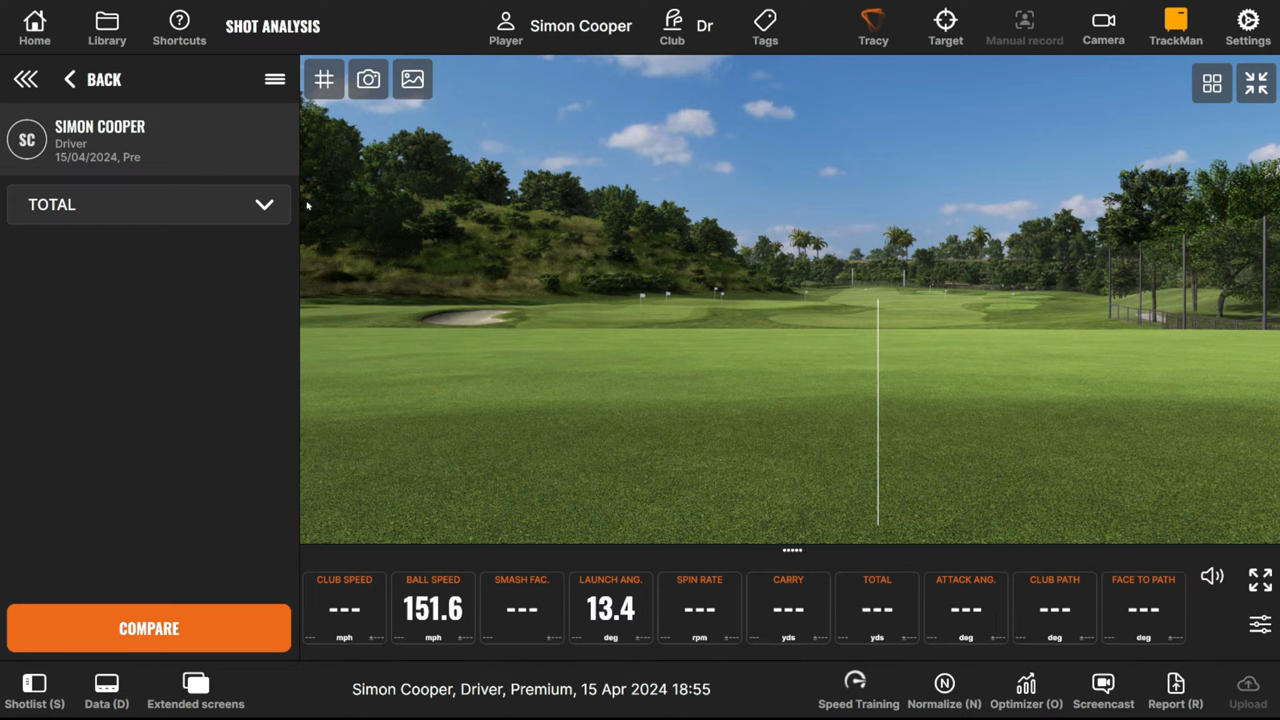 Home
Library
Shortcuts
SHOT ANALYSIS
Player
Simon Cooper
Club
Dr
Tags
Tracy
Target
Manual record
Camera
TrackMan
Settings
BACK
SC
SIMON COOPER
Driver
15/04/2024, Pre
TOTAL
COMPARE
CLUB SPEED
---
--- mph ±---
BALL SPEED
151.6
--- mph ±---
SMASH FAC.
---
--- ±---
LAUNCH ANG.
13.4
--- deg ±---
SPIN RATE
---
--- rpm ±---
CARRY
---
--- yds ±---
TOTAL
---
--- yds ±---
ATTACK ANG.
---
--- deg ±---
CLUB PATH
---
--- deg ±---
FACE TO PATH
---
--- deg ±---
Shotlist (S)
Data (D)
Extended screens
Simon Cooper, Driver, Premium, 15 Apr 2024 18:55
Speed Training
Normalize (N)
Optimizer (O)
Screencast
Report (R)
Upload